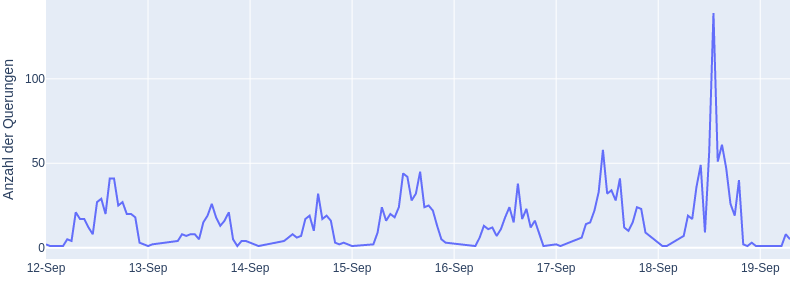 Anzahl der Querungen
100
50
0
12-Sep
13-Sep
14-Sep
15-Sep
16-Sep
17-Sep
18-Sep
19-Sep